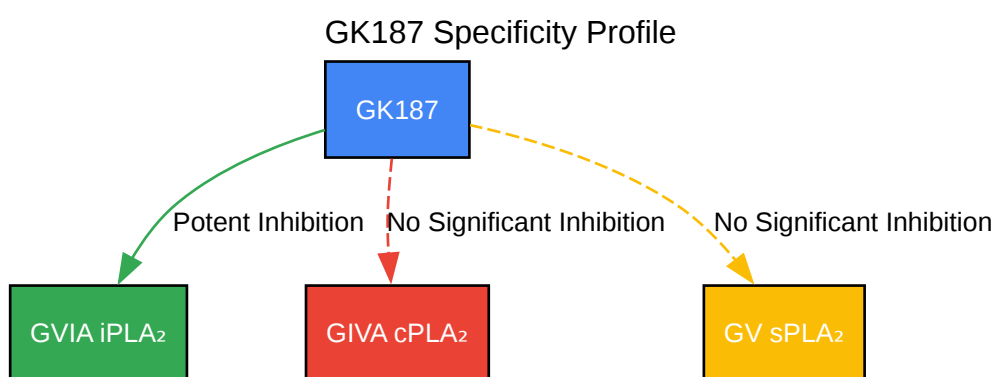 GK187 Specificity Profile
GK187
Potent Inhibition
No Significant Inhibition
No Significant Inhibition
GVIA iPLA₂
GIVA cPLA₂
GV sPLA₂